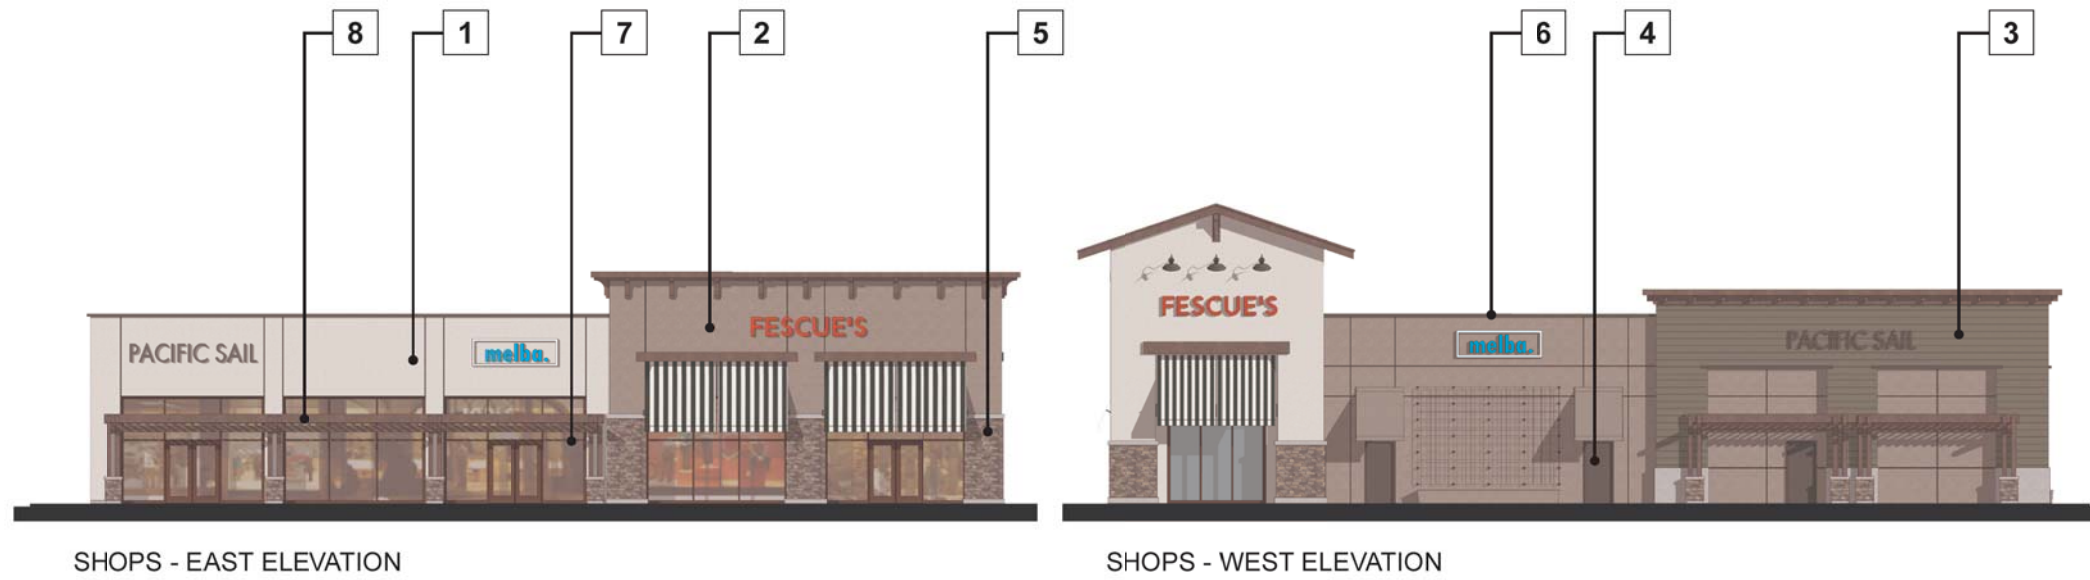 8 1 7 2 5 6 4 3
FESCUE'S
FESCUE'S
PACIFIC SAIL
melba.
melba.
PACIFIC SAIL
SHOPS - EAST ELEVATION
SHOPS - WEST ELEVATION